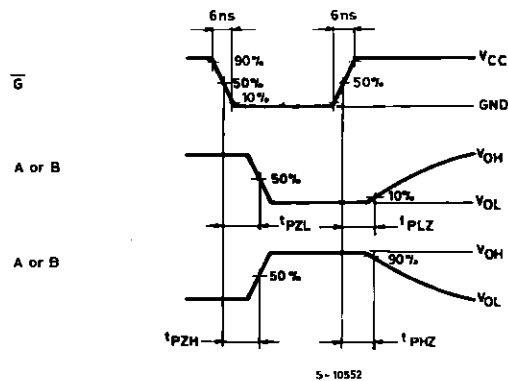 6ns 6ns
90% VCC
G 50% 50%
10% GND
A or B VOH
50%
10% VOL
tPZL tPLZ
A or B VOH
90%
50%
VOL
tPZH tPHZ
S-10552